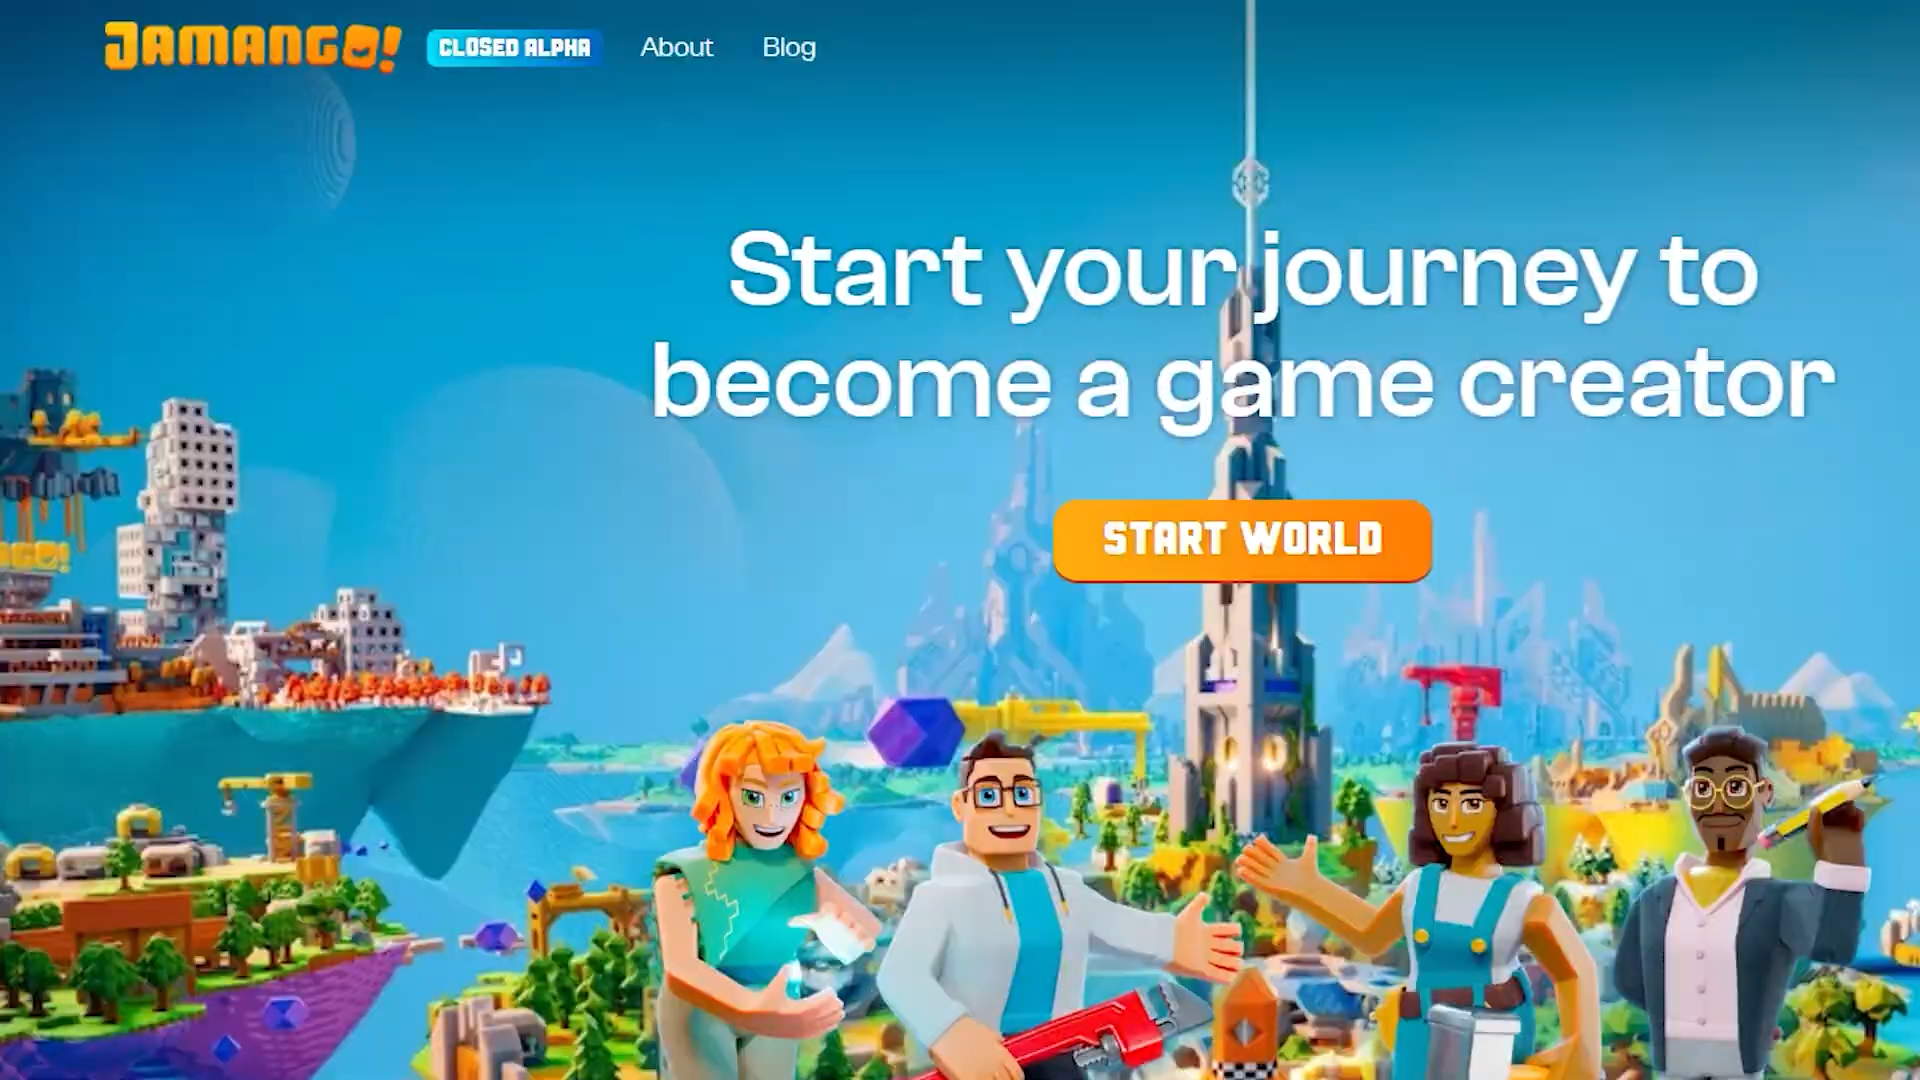 JAMANGO!
CLOSED ALPHA
About
Blog
Start your journey to
become a game creator
START WORLD